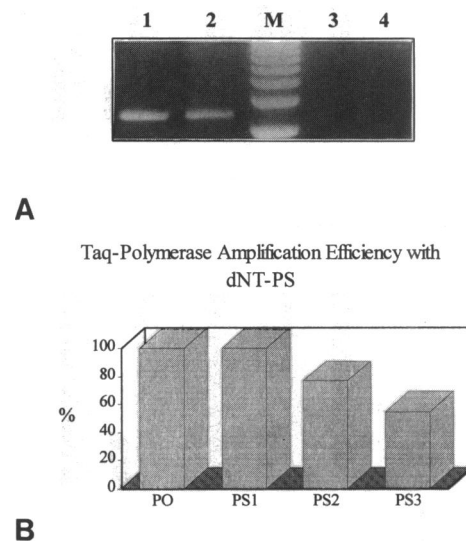 1 2 M 3 4
A
Taq-Polymerase Amplification Efficiency with
dNT-PS
100
80
60
%
40
20
0
PO PS1 PS2 PS3
B